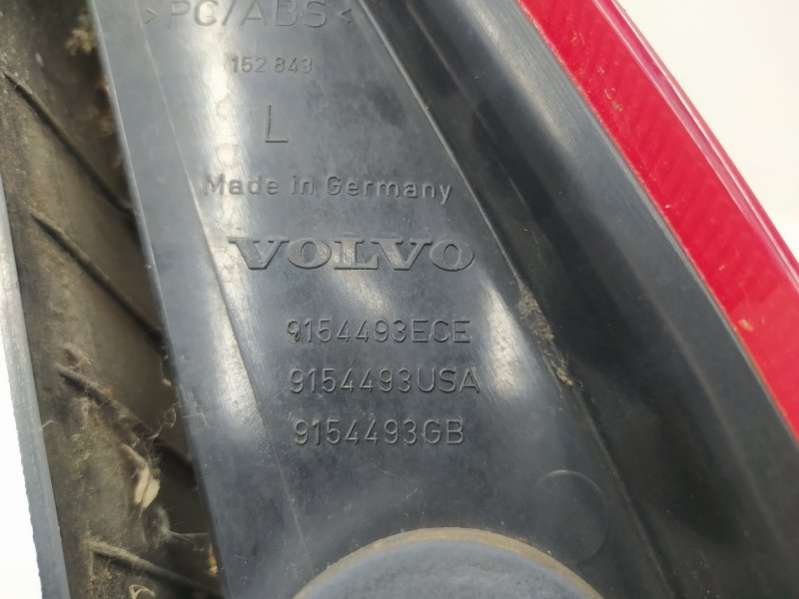 >PC/ABS<
152 843
L
Made in Germany
VOLVO
9154493ECE
9154493USA
9154493GB